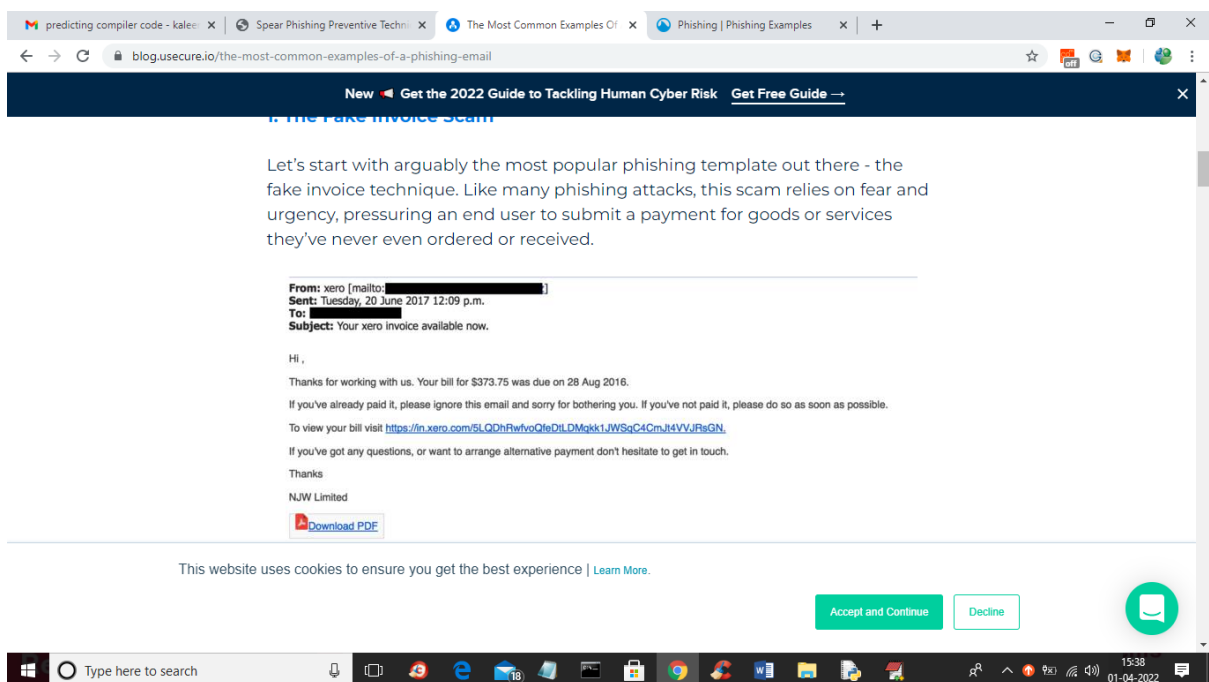 predicting compiler code - kalee
Spear Phishing Preventive Techni
The Most Common Examples Of
Phishing | Phishing Examples
blog.usecure.io/the-most-common-examples-of-a-phishing-email
off
New Get the 2022 Guide to Tackling Human Cyber Risk Get Free Guide →
1. The Fake Invoice Scam
Let's start with arguably the most popular phishing template out there - the
fake invoice technique. Like many phishing attacks, this scam relies on fear and
urgency, pressuring an end user to submit a payment for goods or services
they've never even ordered or received.
From: xero [mailto: ]
Sent: Tuesday, 20 June 2017 12:09 p.m.
To:
Subject: Your xero invoice available now.
Hi ,
Thanks for working with us. Your bill for $373.75 was due on 28 Aug 2016.
If you've already paid it, please ignore this email and sorry for bothering you. If you've not paid it, please do so as soon as possible.
To view your bill visit https://in.xero.com/5LQDhRwfvoQfeDtLDMqkk1JWSqC4CmJt4VVJRsGN.
If you've got any questions, or want to arrange alternative payment don't hesitate to get in touch.
Thanks
NJW Limited
Download PDF
This website uses cookies to ensure you get the best experience | Learn More.
Accept and Continue
Decline
Type here to search
18
15:38
01-04-2022